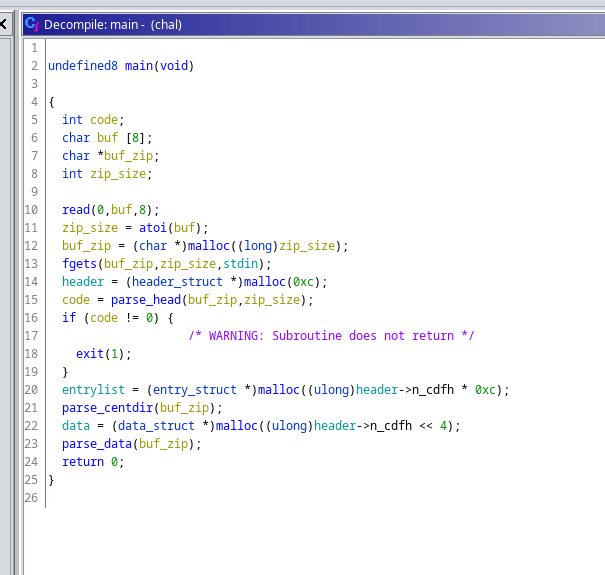 Decompile: main - (chal)
1
2 undefined8 main(void)
3
4 {
5 int code;
6 char buf [8];
7 char *buf_zip;
8 int zip_size;
9
10 read(0,buf,8);
11 zip_size = atoi(buf);
12 buf_zip = (char *)malloc((long)zip_size);
13 fgets(buf_zip,zip_size,stdin);
14 header = (header_struct *)malloc(0xc);
15 code = parse_head(buf_zip,zip_size);
16 if (code != 0) {
17 /* WARNING: Subroutine does not return */
18 exit(1);
19 }
20 entrylist = (entry_struct *)malloc((ulong)header->n_cdfh * 0xc);
21 parse_centdir(buf_zip);
22 data = (data_struct *)malloc((ulong)header->n_cdfh << 4);
23 parse_data(buf_zip);
24 return 0;
25 }
26